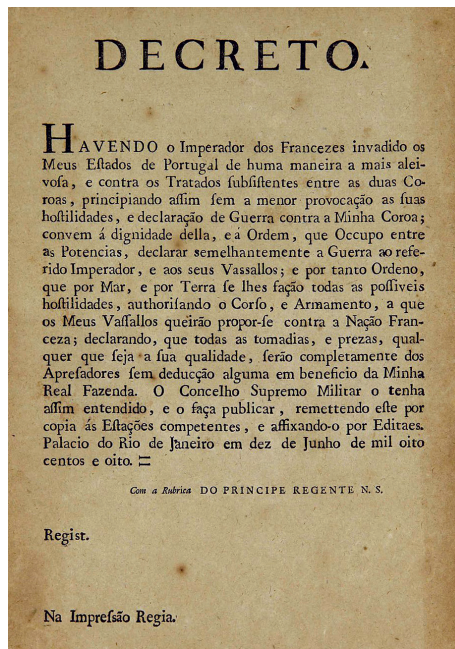 DECRETO.
HAVENDO o Imperador dos Francezes invadido os
Meus Eſtados de Portugal de huma maneira a mais alei-
voſa, e contra os Tratados ſubſiſtentes entre as duas Co-
roas, principiando aſſim ſem a menor provocação as ſuas
hoſtilidades, e declaração de Guerra contra a Minha Coroa;
convem á dignidade della, e á Ordem, que Occupo entre
as Potencias, declarar ſemelhantemente a Guerra ao refe-
rido Imperador, e aos ſeus Vaſſallos; e por tanto Ordeno,
que por Mar, e por Terra ſe lhes fação todas as poſſiveis
hoſtilidades, authoriſando o Corſo, e Armamento, a que
os Meus Vaſſallos queirão propor-ſe contra a Nação Fran-
ceza; declarando, que todas as tomadias, e prezas, qual-
quer que ſeja a ſua qualidade, ſerão completamente dos
Apreſadores ſem deducção alguma em beneficio da Minha
Real Fazenda. O Concelho Supremo Militar o tenha
aſſim entendido, e o faça publicar, remettendo eſte por
copia ás Eſtações competentes, e affixando-o por Editaes.
Palacio do Rio de Janeiro em dez de Junho de mil oito
centos e oito. =
Com a Rubrica DO PRINCIPE REGENTE N. S.
Regiſt.
Na Impreſsão Regia.